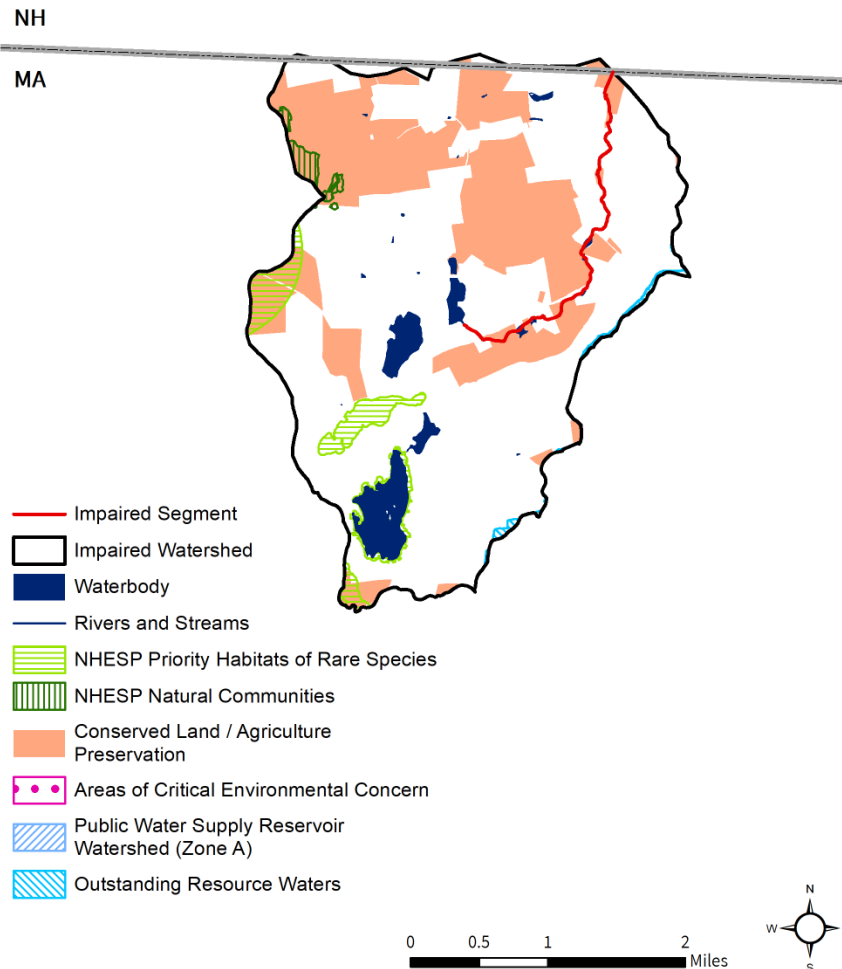 NH
MA
Impaired Segment
Impaired Watershed
Waterbody
Rivers and Streams
NHESP Priority Habitats of Rare Species
NHESP Natural Communities
Conserved Land / Agriculture
Preservation
Areas of Critical Environmental Concern
Public Water Supply Reservoir
Watershed (Zone A)
Outstanding Resource Waters
N
W E
S
0 0.5 1 2
Miles